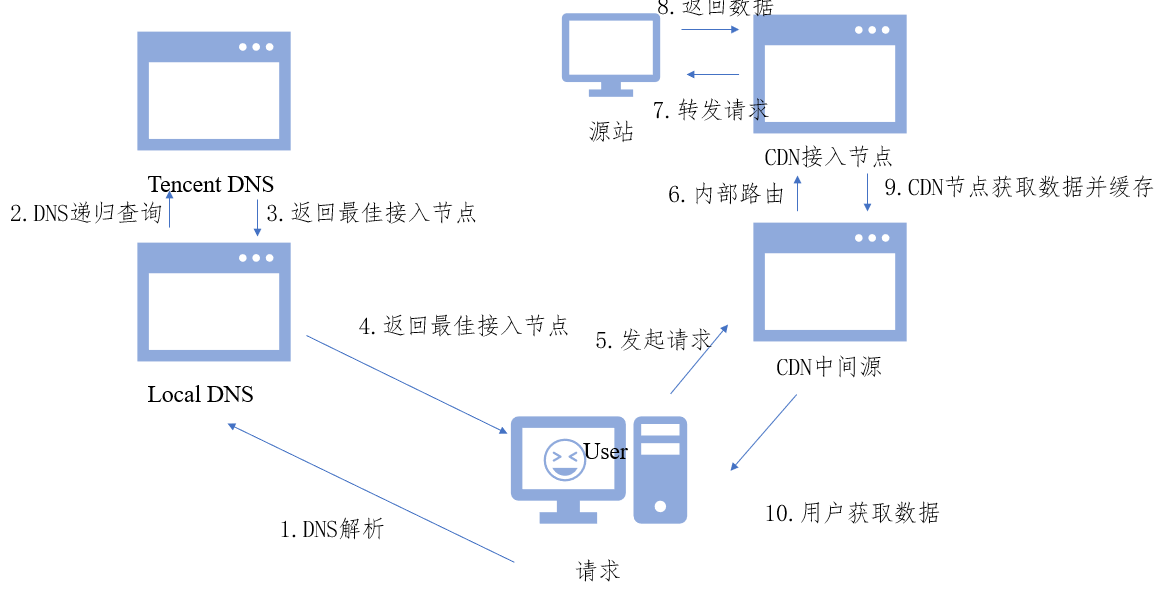 8.返回数据
7.转发请求
源站
CDN接入节点
Tencent DNS
6.内部路由
9.CDN节点获取数据并缓存
2.DNS递归查询
3.返回最佳接入节点
4.返回最佳接入节点
5.发起请求
CDN中间源
Local DNS
User
10.用户获取数据
1.DNS解析
请求